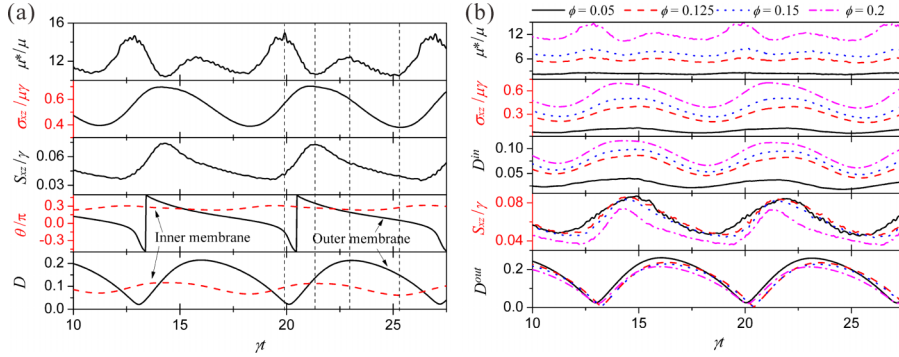 (a)
μ*/μ
16
14
12
σxz/μγ
0.6
0.4
Sxz/γ
0.06
0.03
θ/π
0.3
0.0
-0.3
Inner membrane
Outer membrane
D
0.2
0.1
0.0
10 15 20 25
γt
(b)
ϕ = 0.05 ϕ = 0.125 ϕ = 0.15 ϕ = 0.2
μ*/μ
12
6
σxz/μγ
0.6
0.3
D^in
0.10
0.05
Sxz/γ
0.08
0.04
D^out
0.2
0.0
10 15 20 25
γt